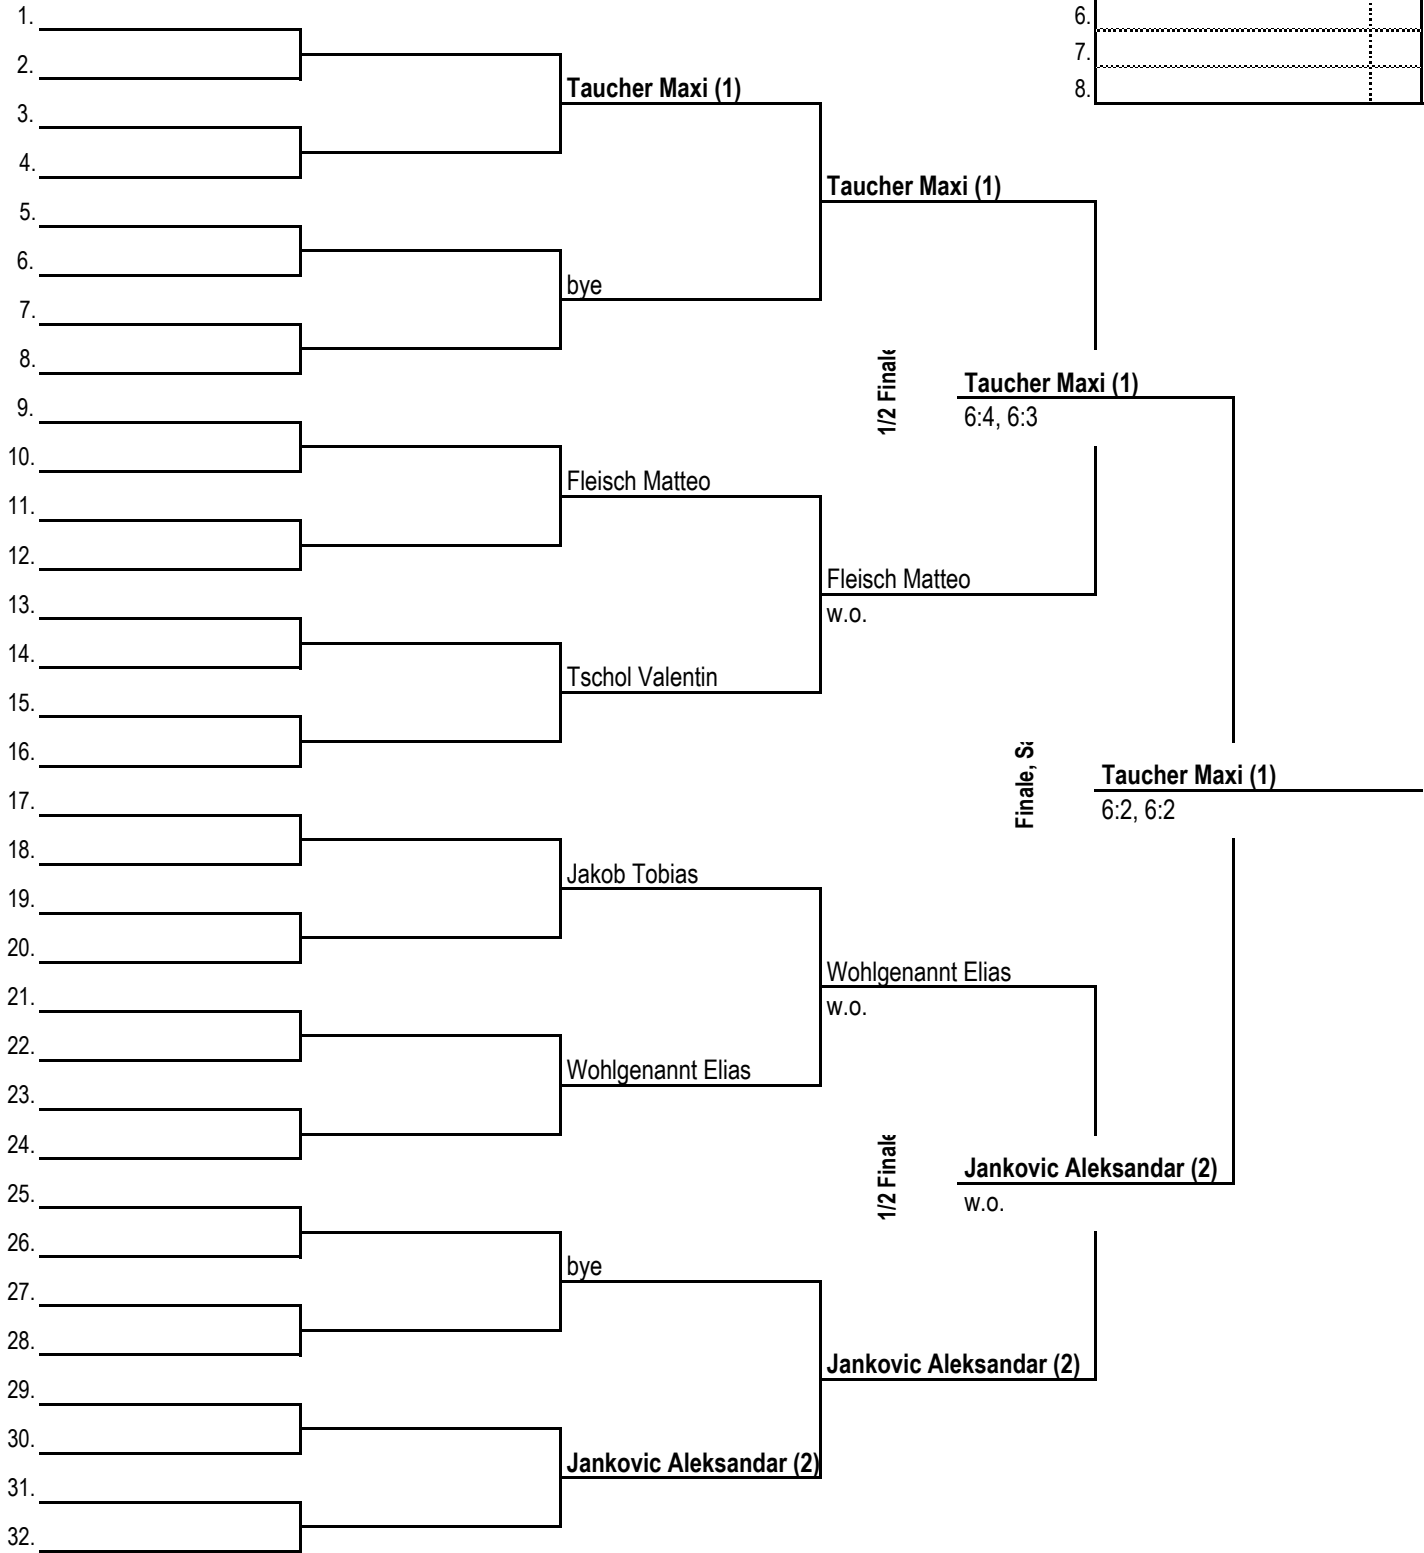 1.
6.
7.
8.
2.
Taucher Maxi (1)
3.
4.
Taucher Maxi (1)
5.
6.
bye
7.
8.
1/2 Finale
Taucher Maxi (1)
6:4, 6:3
9.
10.
Fleisch Matteo
11.
12.
Fleisch Matteo
w.o.
13.
14.
Tschol Valentin
15.
16.
Finale,
Taucher Maxi (1)
6:2, 6:2
17.
18.
Jakob Tobias
19.
20.
Wohlgenannt Elias
w.o.
21.
22.
Wohlgenannt Elias
23.
24.
1/2 Finale
Jankovic Aleksandar (2)
w.o.
25.
26.
bye
27.
28.
Jankovic Aleksandar (2)
29.
30.
Jankovic Aleksandar (2)
31.
32.